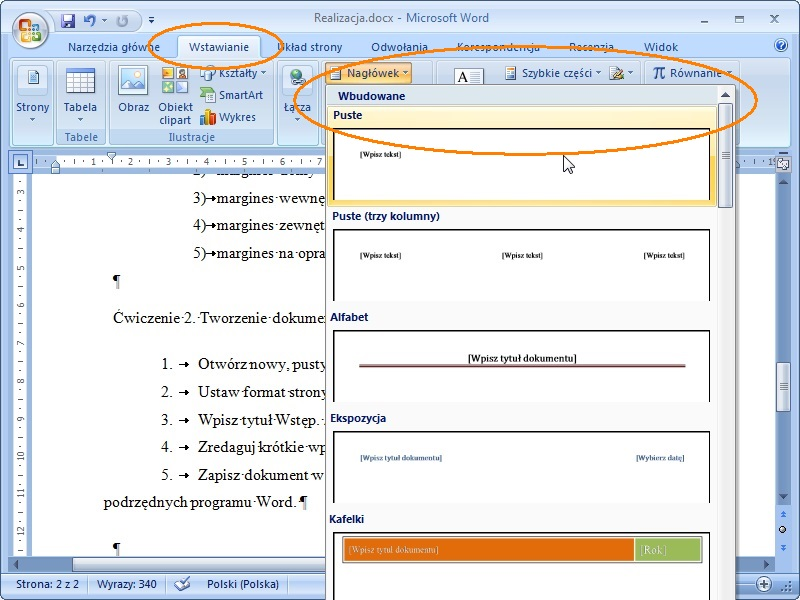 Realizacja.docx - Microsoft Word
Narzędzia główne Wstawianie Układ strony Odwołania Korespondencja Recenzja Widok
Strony
Tabela
Obraz
Obiekt clipart
Kształty
SmartArt
Wykres
Łącza
Nagłówek
A
Szybkie części
π Równanie
Tabele
Ilustracje
Wbudowane
Puste
[Wpisz tekst]
Puste (trzy kolumny)
[Wpisz tekst] [Wpisz tekst] [Wpisz tekst]
Alfabet
[Wpisz tytuł dokumentu]
Ekspozycja
[Wpisz tytuł dokumentu] [Wybierz datę]
Kafelki
[Wpisz tytuł dokumentu] [Rok]
3)→margines·wewnę
4)→margines·zewnęt
5)→margines·na·opra
¶
Ćwiczenie·2.·Tworzenie·dokume
1.→Otwórz·nowy,·pusty
2.→Ustaw·format·strony
3.→Wpisz·tytuł·Wstęp.
4.→Zredaguj·krótkie·wp
5.→Zapisz·dokument·w
podrzędnych·programu·Word.·¶
¶
Strona: 2 z 2 Wyrazy: 340 Polski (Polska)